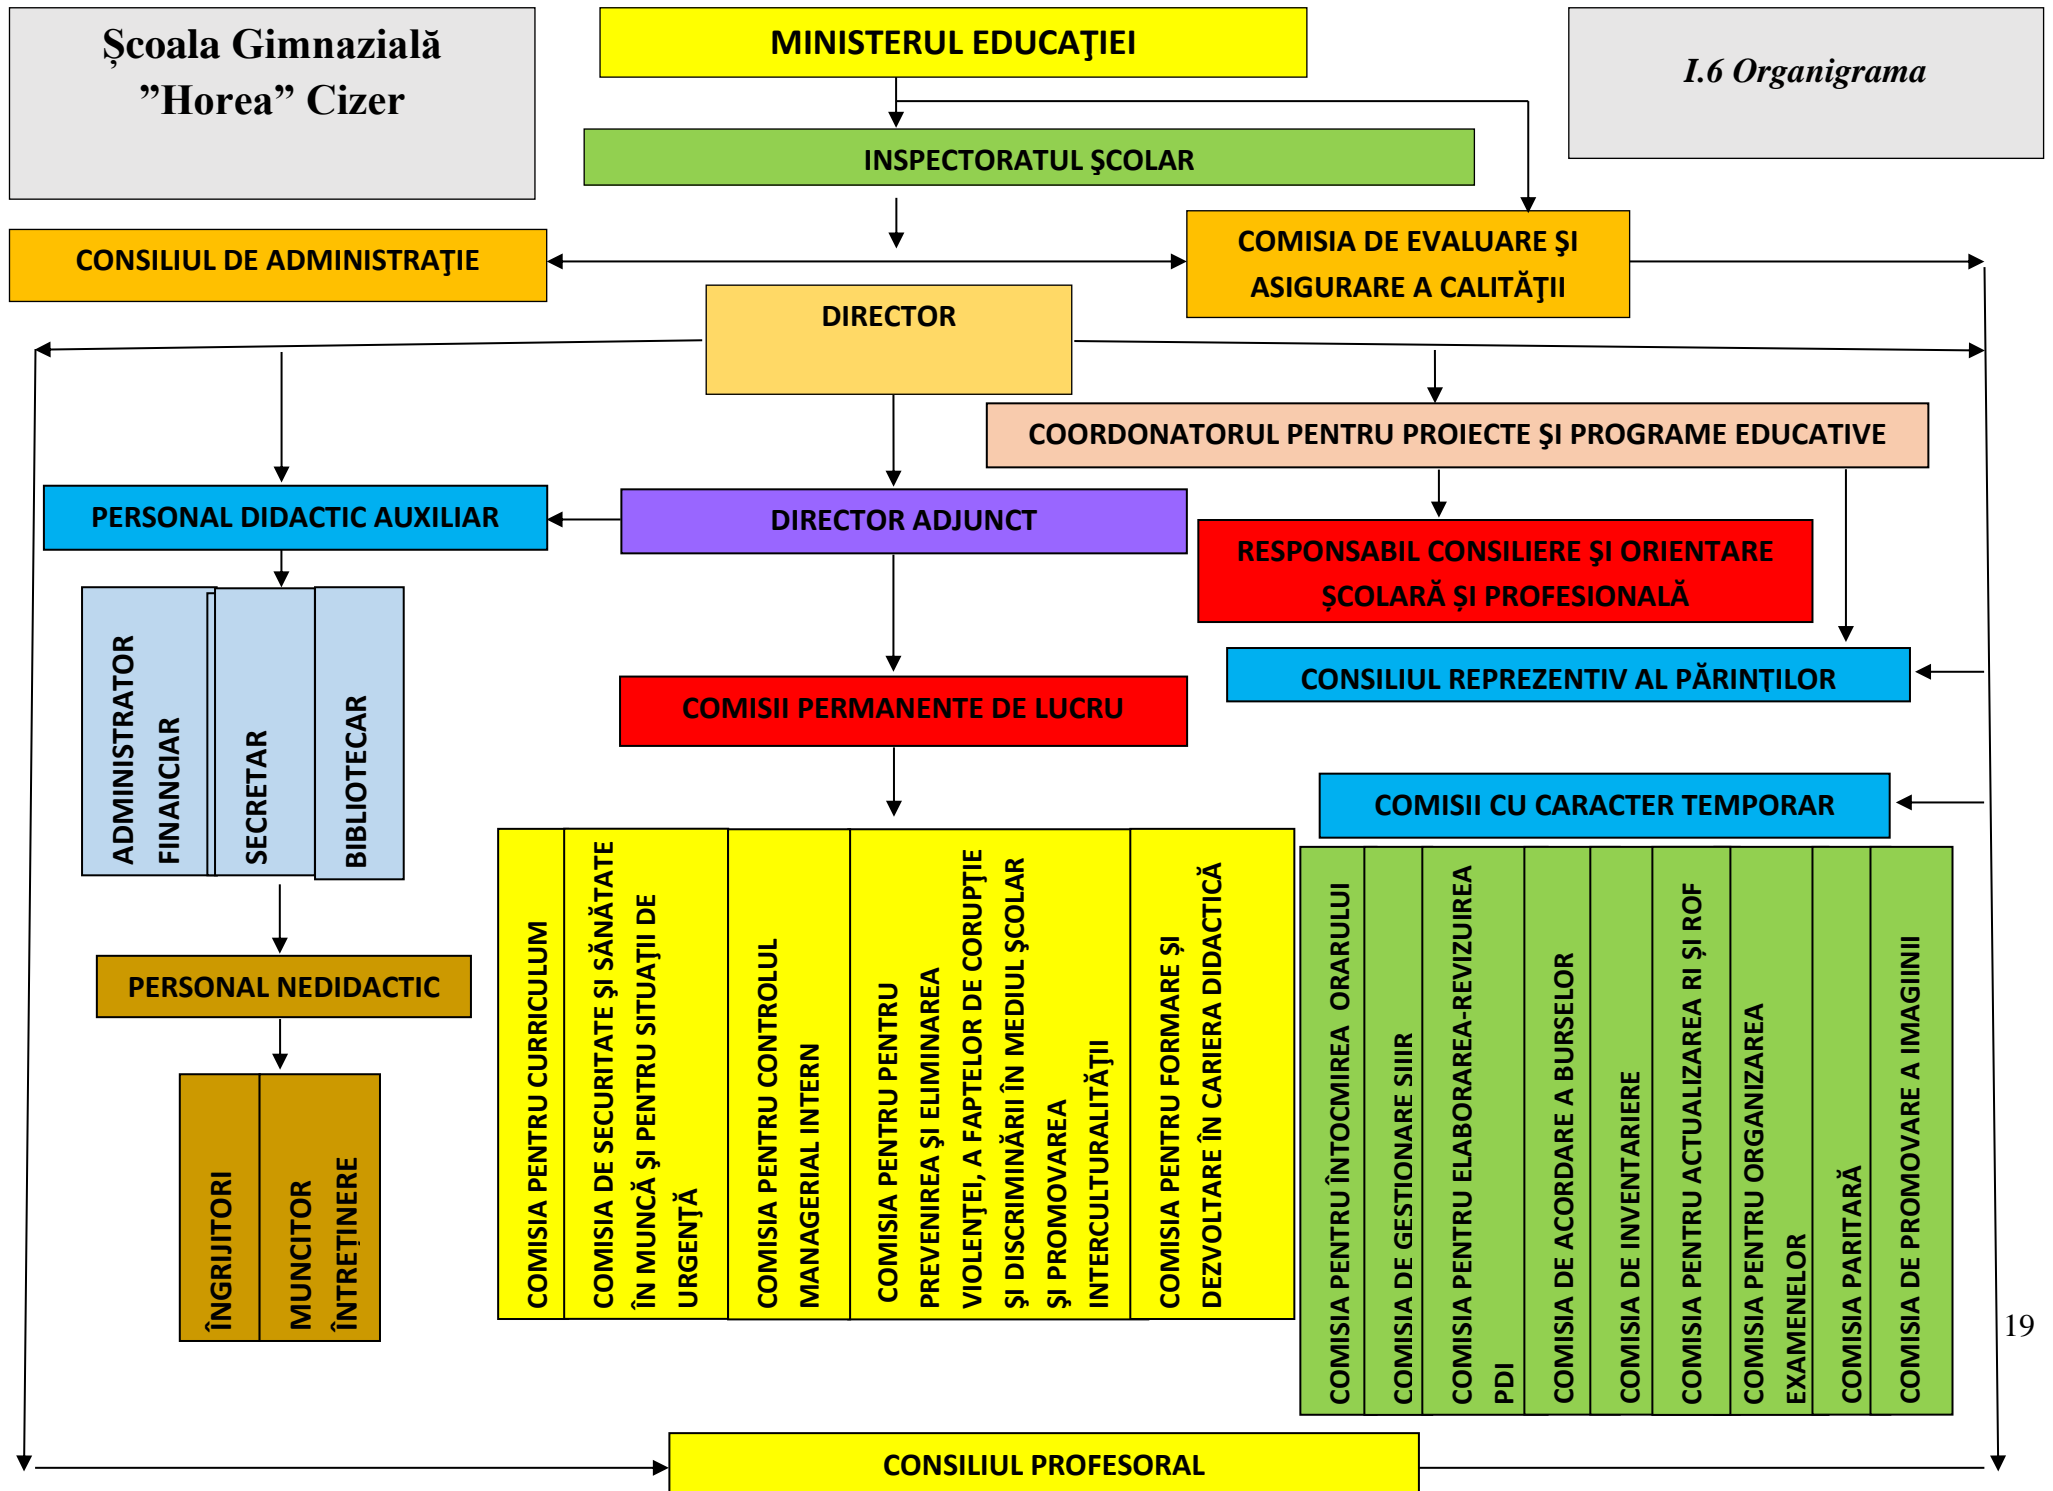 Școala Gimnazială
”Horea” Cizer
MINISTERUL EDUCAŢIEI
I.6 Organigrama
INSPECTORATUL ŞCOLAR
CONSILIUL DE ADMINISTRAŢIE
COMISIA DE EVALUARE ŞI
ASIGURARE A CALITĂŢII
DIRECTOR
COORDONATORUL PENTRU PROIECTE ŞI PROGRAME EDUCATIVE
PERSONAL DIDACTIC AUXILIAR
DIRECTOR ADJUNCT
RESPONSABIL CONSILIERE ŞI ORIENTARE
ȘCOLARĂ ȘI PROFESIONALĂ
CONSILIUL REPREZENTIV AL PĂRINŢILOR
COMISII PERMANENTE DE LUCRU
ADMINISTRATOR
FINANCIAR
SECRETAR
BIBLIOTECAR
COMISII CU CARACTER TEMPORAR
PERSONAL NEDIDACTIC
ÎNGRIJITORI
MUNCITOR
ÎNTREȚINERE
COMISIA PENTRU CURRICULUM
COMISIA DE SECURITATE ŞI SĂNĂTATE
ÎN MUNCĂ ŞI PENTRU SITUAŢII DE
URGENŢĂ
COMISIA PENTRU CONTROLUL
MANAGERIAL INTERN
COMISIA PENTRU PENTRU
PREVENIREA ŞI ELIMINAREA
VIOLENŢEI, A FAPTELOR DE CORUPŢIE
ŞI DISCRIMINĂRII ÎN MEDIUL ŞCOLAR
ŞI PROMOVAREA
INTERCULTURALITĂŢII
COMISIA PENTRU FORMARE ȘI
DEZVOLTARE ÎN CARIERA DIDACTICĂ
COMISIA PENTRU ÎNTOCMIREA ORARULUI
COMISIA DE GESTIONARE SIIIR
COMISIA PENTRU ELABORAREA-REVIZUIREA
PDI
COMISIA DE ACORDARE A BURSELOR
COMISIA DE INVENTARIERE
COMISIA PENTRU ACTUALIZAREA RI ȘI ROF
COMISIA PENTRU ORGANIZAREA
EXAMENELOR
COMISIA PARITARĂ
COMISIA DE PROMOVARE A IMAGINII
19
CONSILIUL PROFESORAL